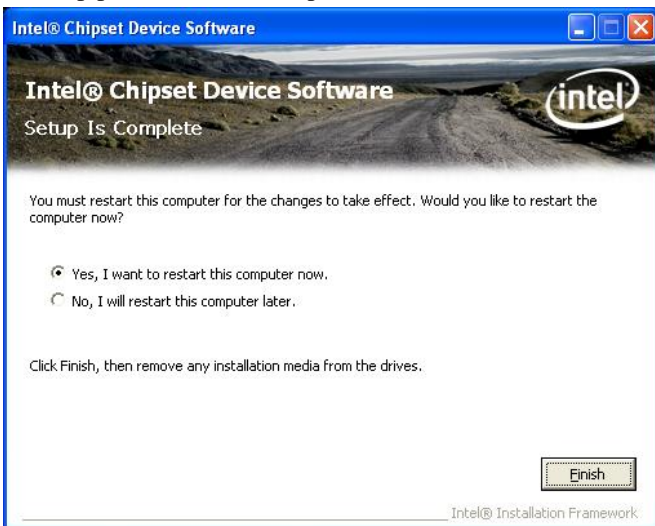 Intel® Chipset Device Software
Intel® Chipset Device Software
intel
Setup Is Complete
You must restart this computer for the changes to take effect. Would you like to restart the
computer now?
Yes, I want to restart this computer now.
No, I will restart this computer later.
Click Finish, then remove any installation media from the drives.
Finish
Intel® Installation Framework